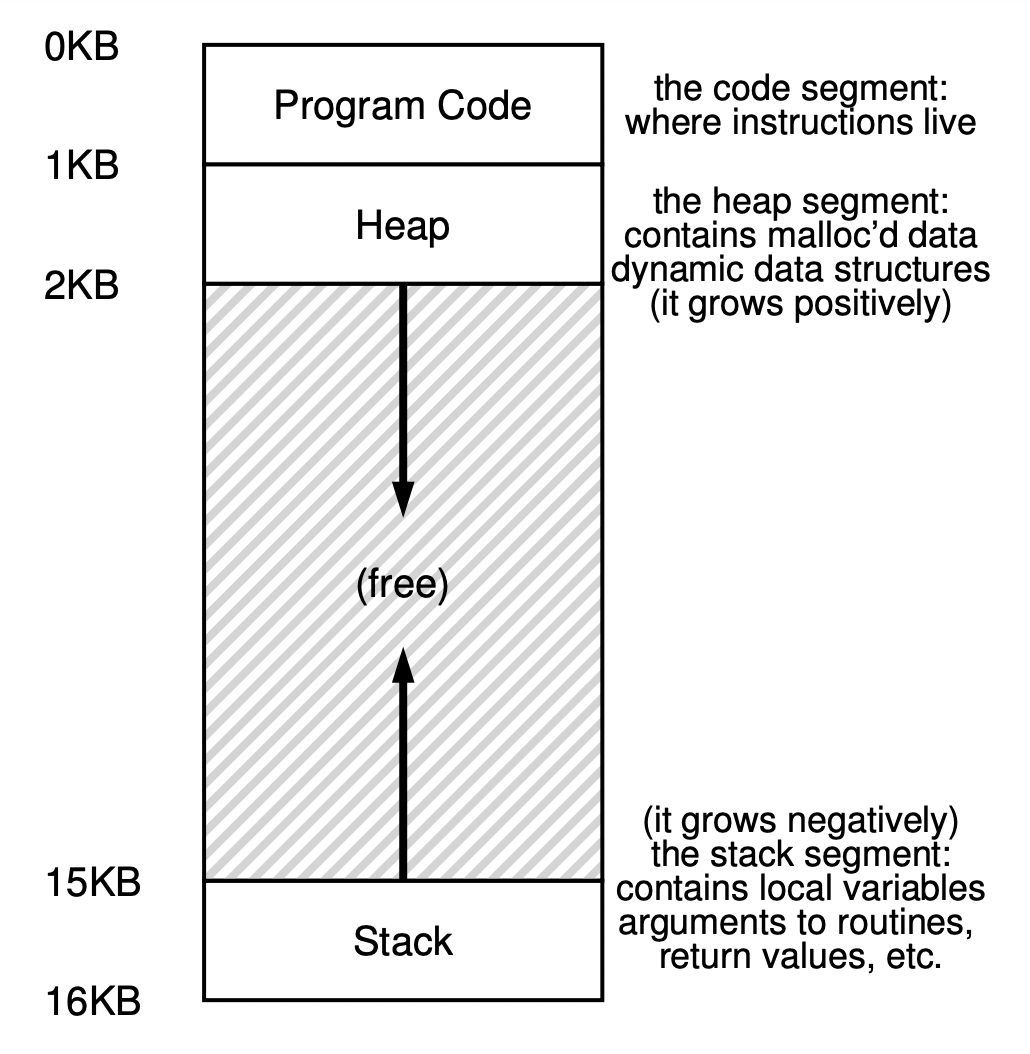 0KB
Program Code
the code segment:
where instructions live
1KB
Heap
the heap segment:
contains malloc’d data
dynamic data structures
(it grows positively)
2KB
(free)
15KB
(it grows negatively)
the stack segment:
contains local variables
arguments to routines,
return values, etc.
Stack
16KB